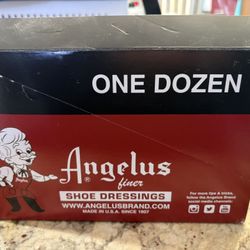 ONE DOZEN
Angelus
®
finer
SHOE DRESSINGS
WWW.ANGELUSBRAND.COM
MADE IN U.S.A. SINCE 1907
For more tips & tricks,
follow the Angelus Brand
social media channels: